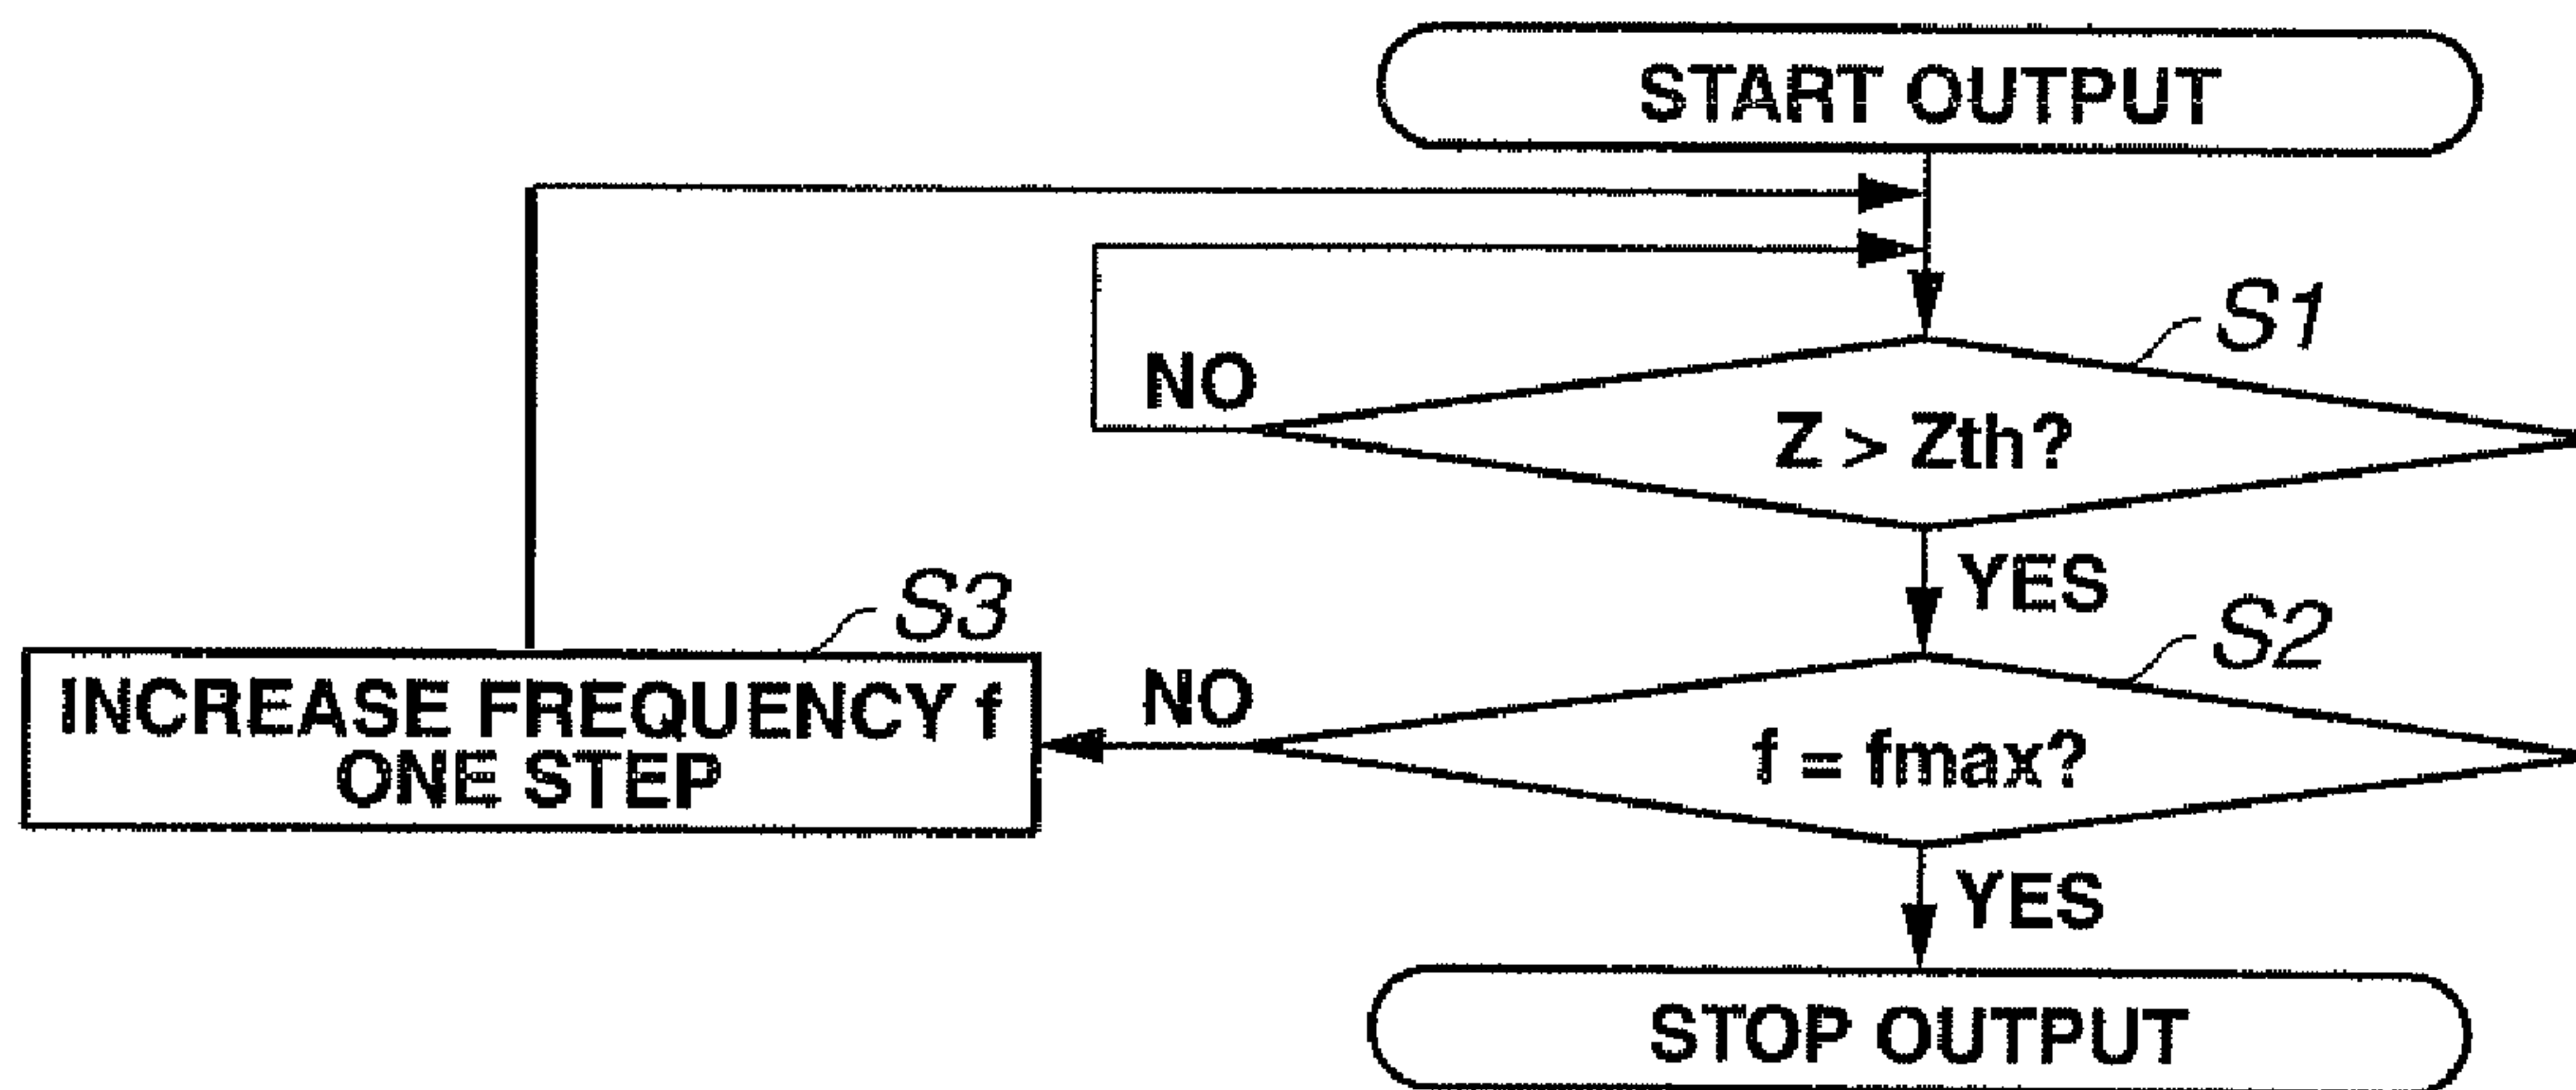 START OUTPUT
S1
NO
Z > Zth?
YES
S3
S2
INCREASE FREQUENCY f
ONE STEP
NO
f = fmax?
YES
STOP OUTPUT